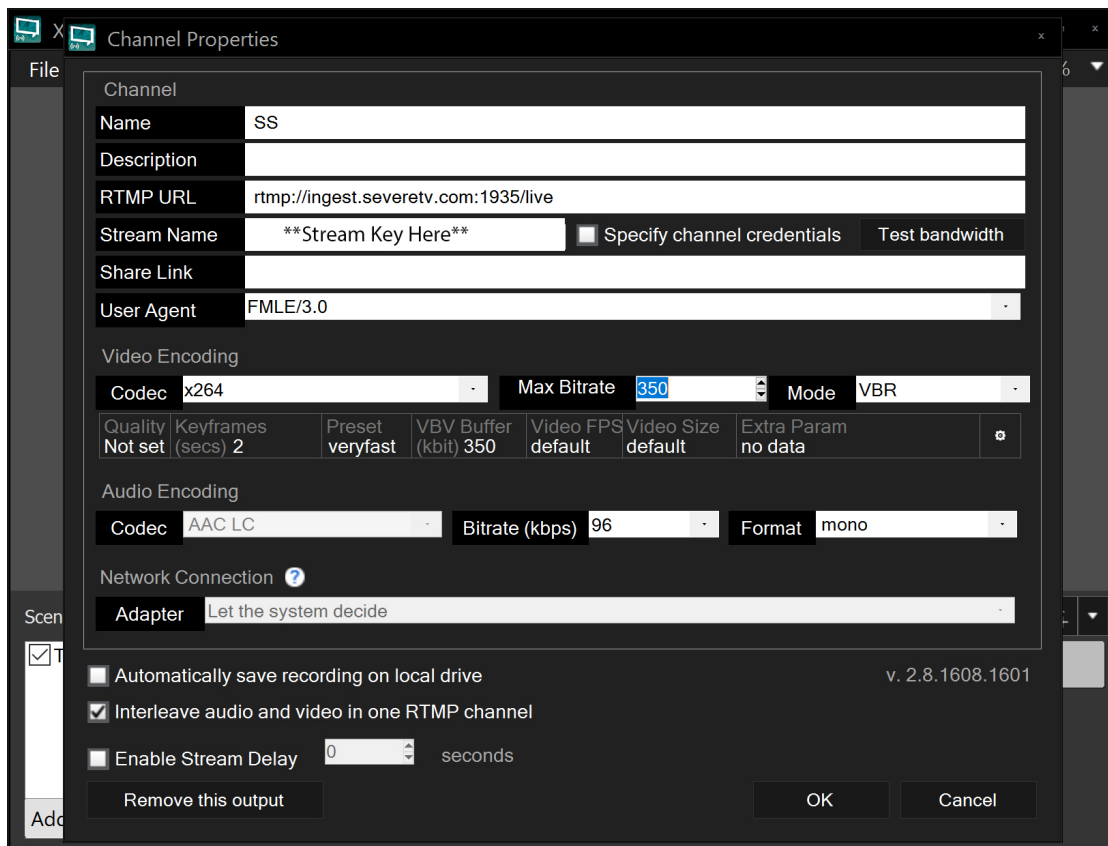 X
Channel Properties
x
x
File
%
Channel
Name SS
Description
RTMP URL rtmp://ingest.severetv.com:1935/live
Stream Name **Stream Key Here** Specify channel credentials Test bandwidth
Share Link
User Agent FMLE/3.0
Video Encoding
Codec x264 Max Bitrate 350 Mode VBR
Quality Keyframes Preset VBV Buffer Video FPS Video Size Extra Param
Not set (secs) 2 veryfast (kbit) 350 default default no data
Audio Encoding
Codec AAC LC Bitrate (kbps) 96 Format mono
Network Connection ?
Adapter Let the system decide
Scen
T
Automatically save recording on local drive v. 2.8.1608.1601
Interleave audio and video in one RTMP channel
Enable Stream Delay 0 seconds
Remove this output OK Cancel
Add